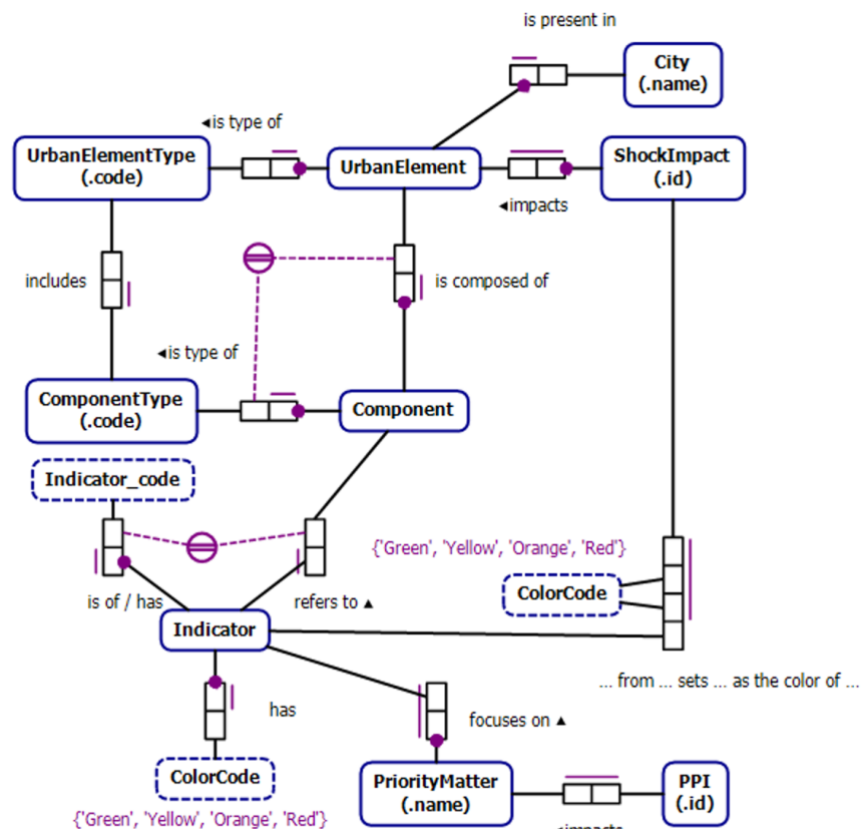 is present in
City
(.name)
◄is type of
UrbanElementType
(.code)
UrbanElement
ShockImpact
(.id)
◄impacts
includes
is composed of
◄is type of
ComponentType
(.code)
Component
Indicator_code
{'Green', 'Yellow', 'Orange', 'Red'}
ColorCode
is of / has
refers to ▲
Indicator
... from ... sets ... as the color of ...
has
focuses on ▲
ColorCode
{'Green', 'Yellow', 'Orange', 'Red'}
PriorityMatter
(.name)
PPI
(.id)
◄impacts